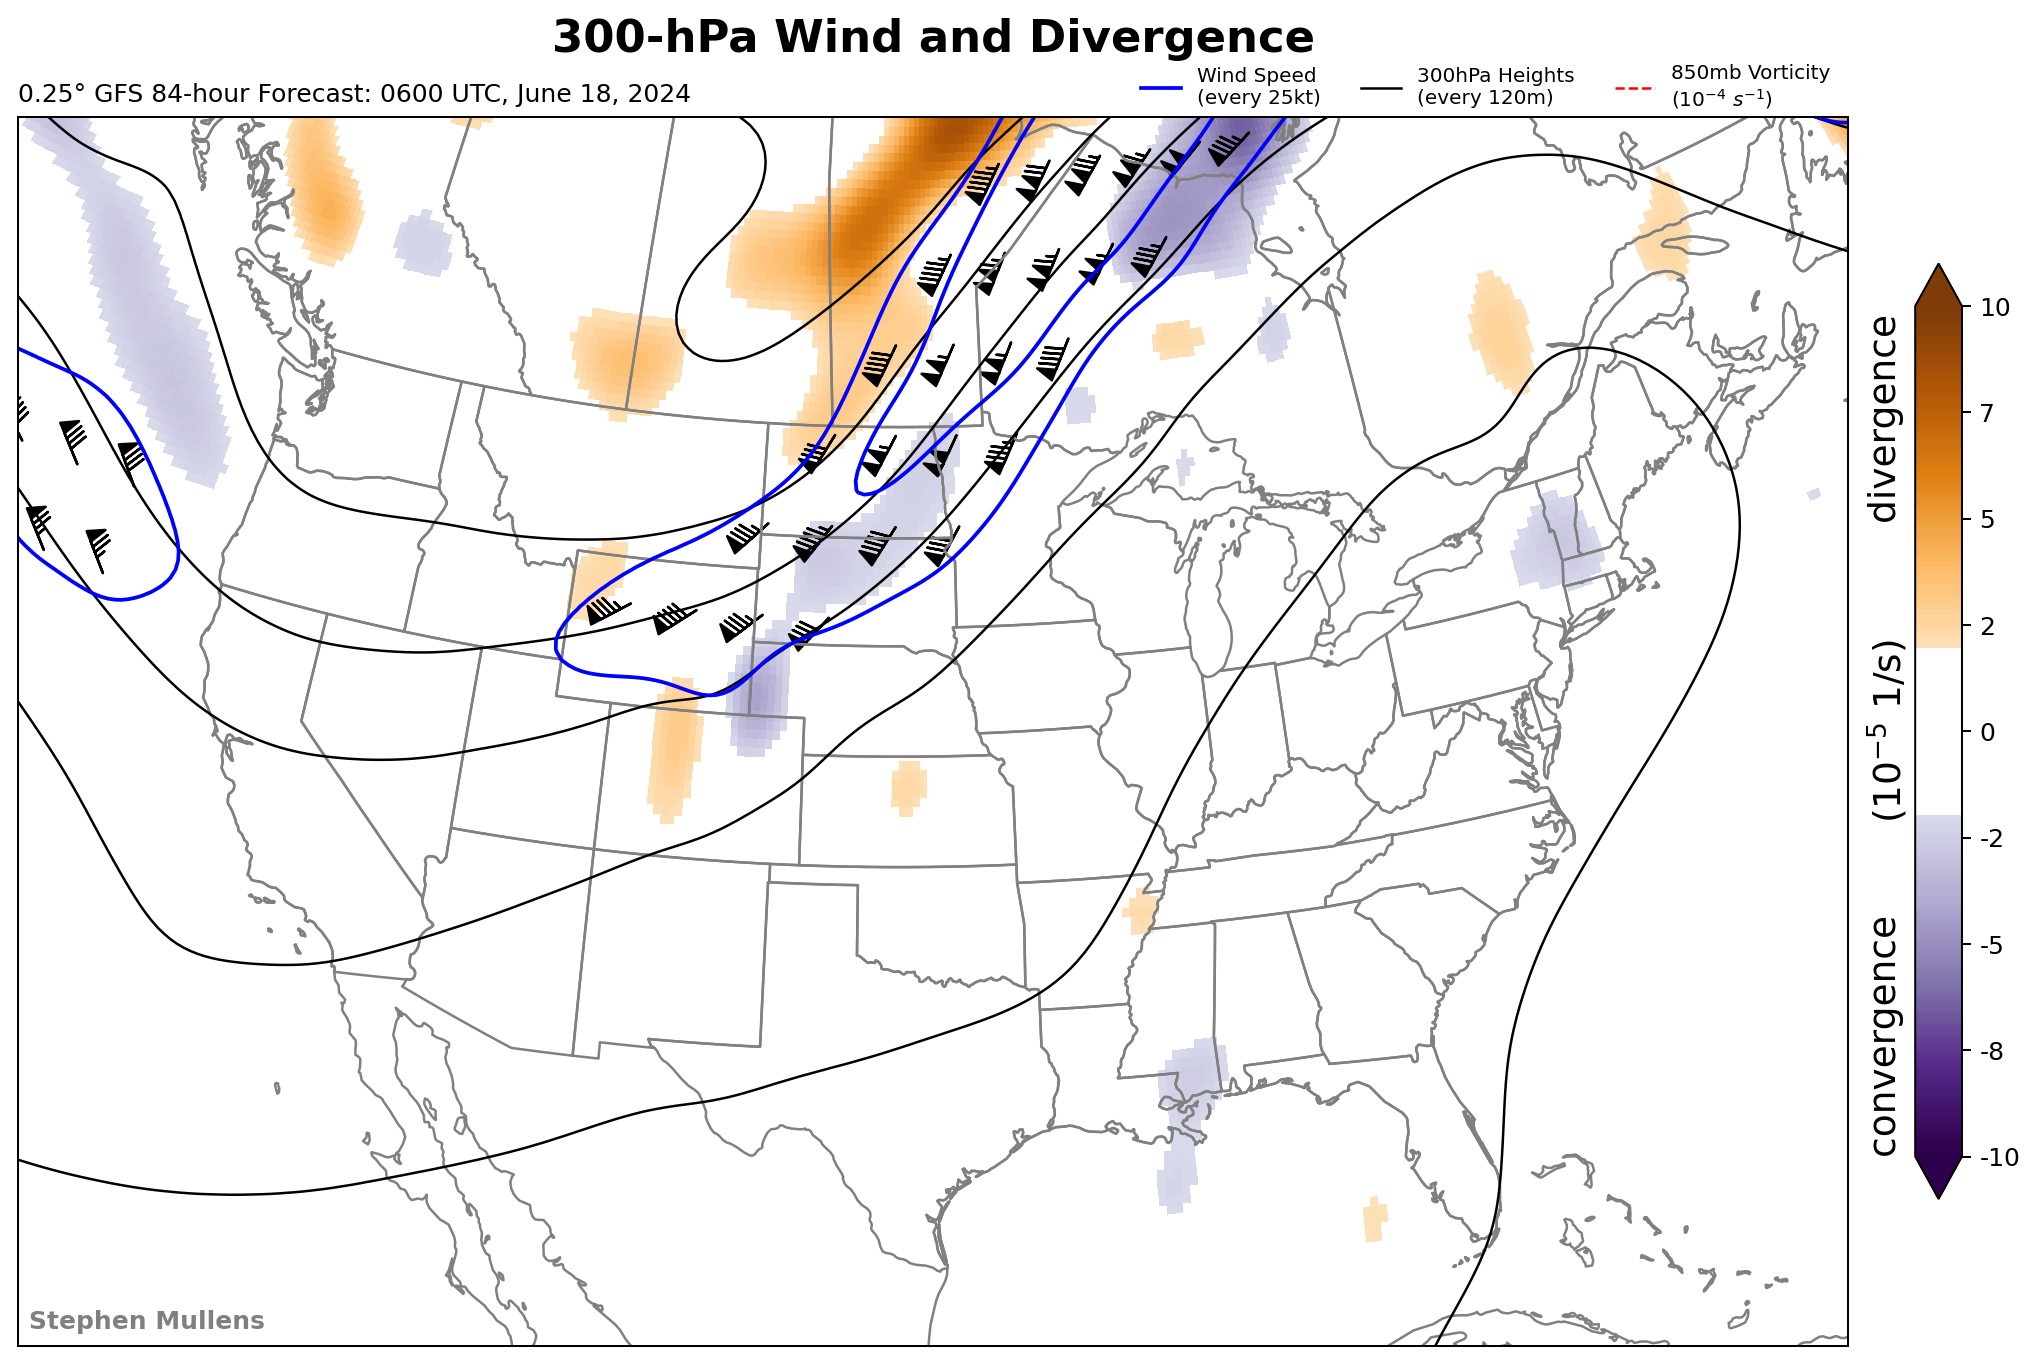 300-hPa Wind and Divergence
0.25° GFS 84-hour Forecast: 0600 UTC, June 18, 2024
Wind Speed
(every 25kt)
300hPa Heights
(every 120m)
850mb Vorticity
(10⁻⁴ s⁻¹)
10
7
5
2
0
-2
-5
-8
-10
convergence (10⁻⁵ 1/s) divergence
Stephen Mullens